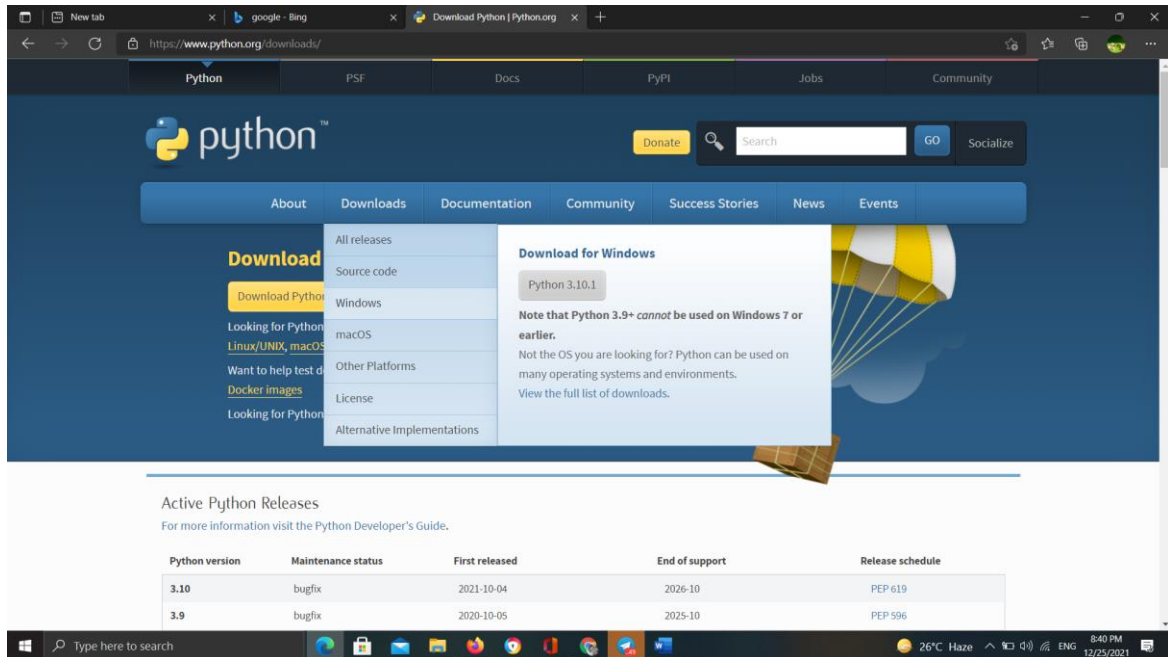 New tab
google - Bing
Download Python | Python.org
https://www.python.org/downloads/
Python
PSF
Docs
PyPI
Jobs
Community
python™
Donate
Search
GO
Socialize
About
Downloads
Documentation
Community
Success Stories
News
Events
Download
Download Pytho
Looking for Python
Linux/UNIX, macOS
Want to help test d
Docker images
Looking for Python
All releases
Source code
Windows
macOS
Other Platforms
License
Alternative Implementations
Download for Windows
Python 3.10.1
Note that Python 3.9+ cannot be used on Windows 7 or
earlier.
Not the OS you are looking for? Python can be used on
many operating systems and environments.
View the full list of downloads.
Active Python Releases
For more information visit the Python Developer's Guide.
Python version Maintenance status First released End of support Release schedule
3.10 bugfix 2021-10-04 2026-10 PEP 619
3.9 bugfix 2020-10-05 2025-10 PEP 596
Type here to search
26°C Haze
ENG
8:40 PM
12/25/2021